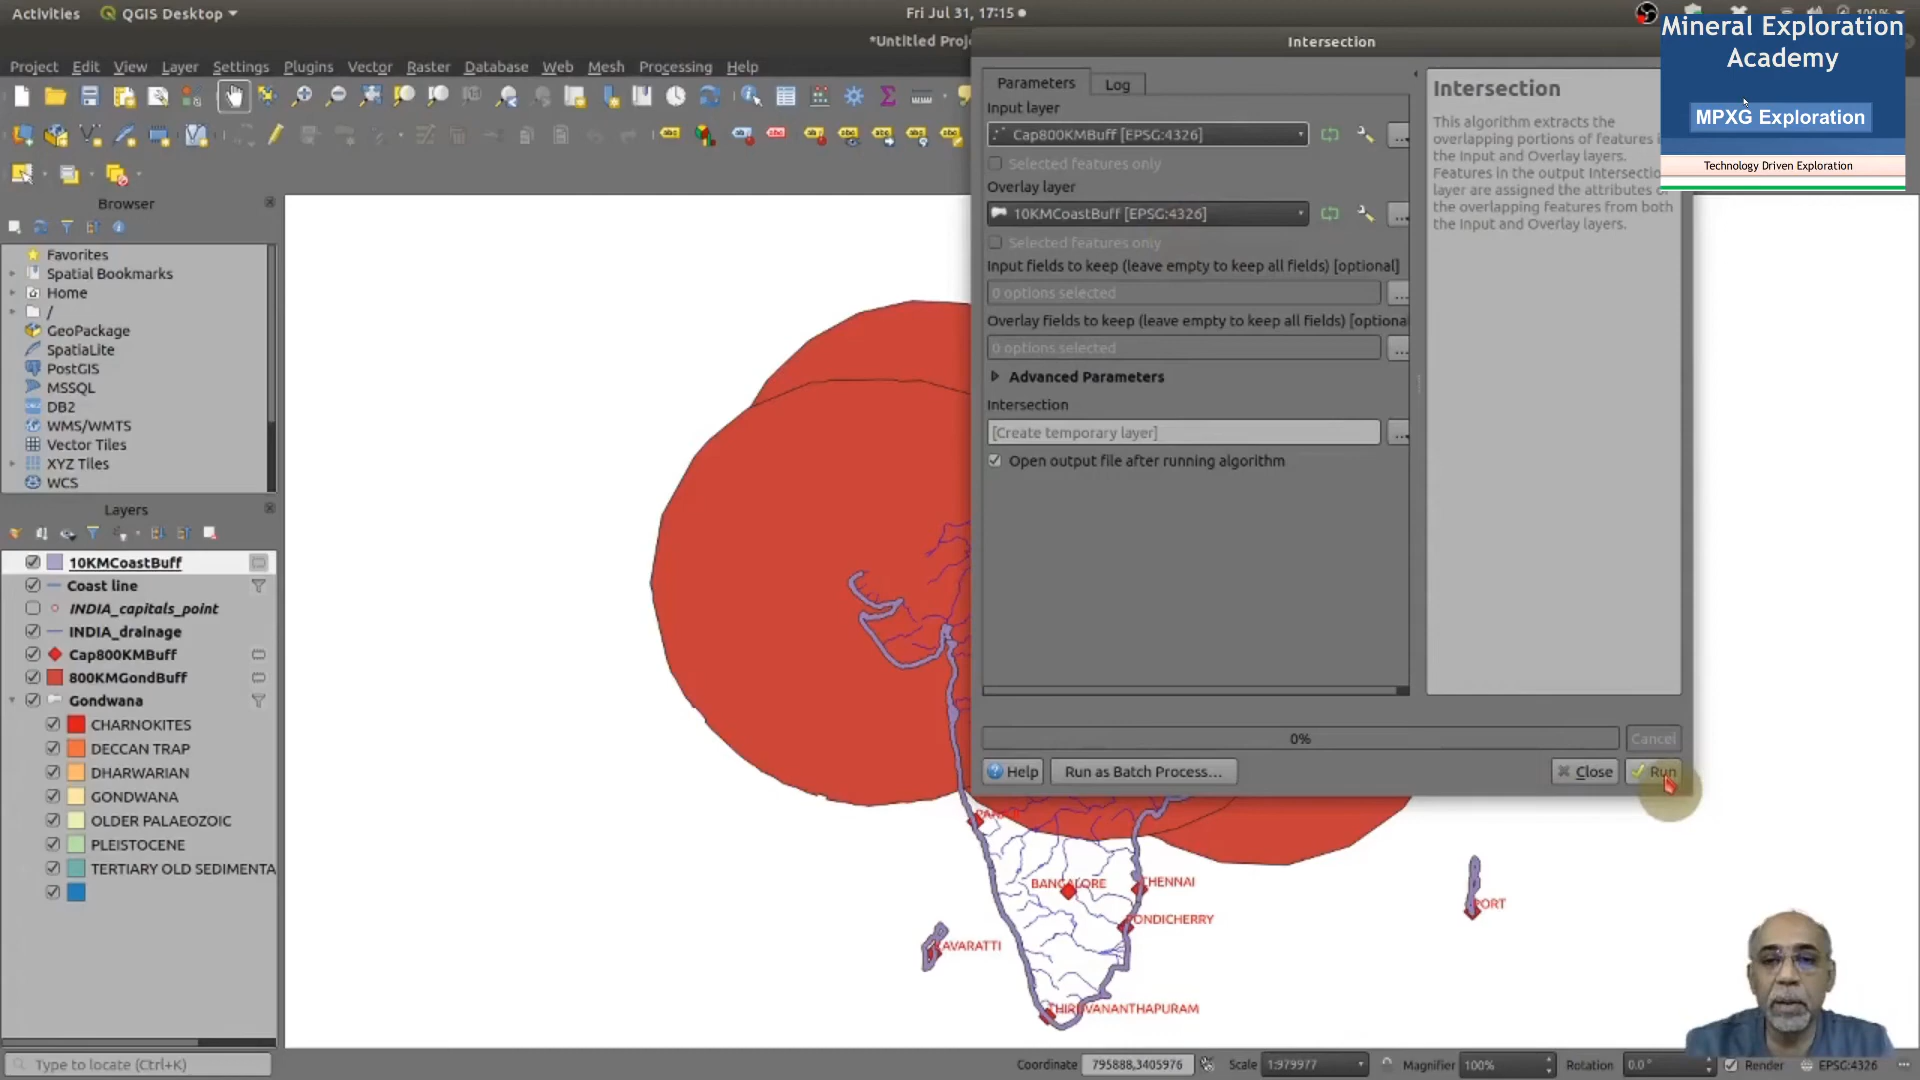 Activities
QGIS Desktop
Fri Jul 31, 17:15
*Untitled Proj
Intersection
Mineral Exploration
Academy
MPXG Exploration
Technology Driven Exploration
Project Edit View Layer Settings Plugins Vector Raster Database Web Mesh Processing Help
Parameters
Log
Input layer
Cap800KMBuff [EPSG:4326]
Selected features only
Overlay layer
10KMCoastBuff [EPSG:4326]
Selected features only
Input fields to keep (leave empty to keep all fields) [optional]
0 options selected
Overlay fields to keep (leave empty to keep all fields) [optional
0 options selected
Advanced Parameters
Intersection
[Create temporary layer]
Open output file after running algorithm
0%
Cancel
Help
Run as Batch Process...
Close
Run
Intersection
This algorithm extracts the
overlapping portions of features i
the Input and Overlay layers.
Features in the output Intersectio
layer are assigned the attributes o
the overlapping features from both
the Input and Overlay layers.
Browser
Favorites
Spatial Bookmarks
Home
/
GeoPackage
SpatiaLite
PostGIS
MSSQL
DB2
WMS/WMTS
Vector Tiles
XYZ Tiles
WCS
Layers
10KMCoastBuff
Coast line
INDIA_capitals_point
INDIA_drainage
Cap800KMBuff
800KMGondBuff
Gondwana
CHARNOKITES
DECCAN TRAP
DHARWARIAN
GONDWANA
OLDER PALAEOZOIC
PLEISTOCENE
TERTIARY OLD SEDIMENTA
BANGALORE
CHENNAI
PONDICHERRY
KAVARATTI
THIRUVANANTHAPURAM
PORT
Type to locate (Ctrl+K)
Coordinate 795888,3405976
Scale 1:979977
Magnifier 100%
Rotation 0.0°
Render
EPSG:4326